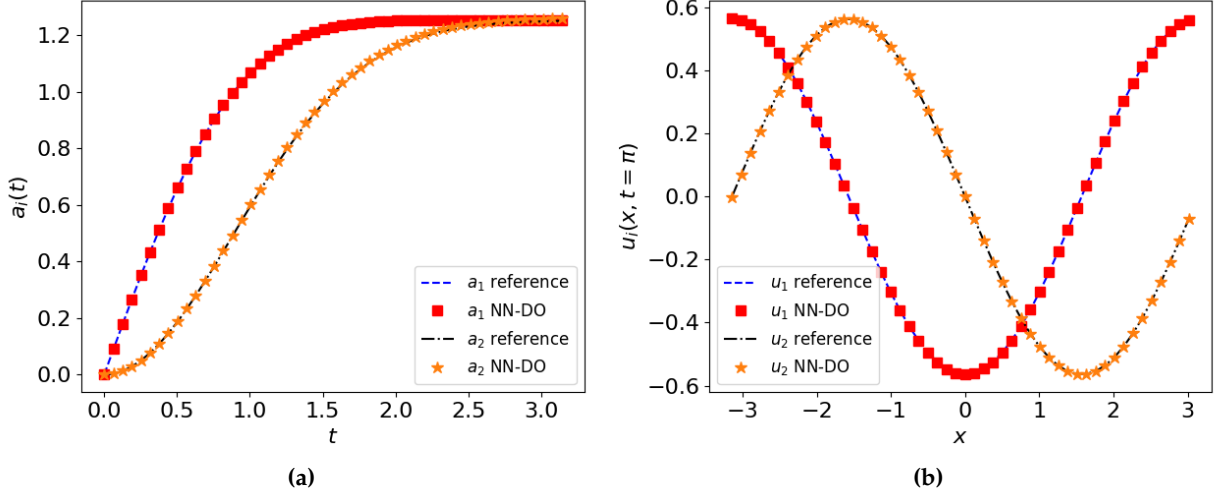 1.2
1.0
0.8
0.6
0.4
0.2
0.0
a_i(t)
0.0 0.5 1.0 1.5 2.0 2.5 3.0
t
a_1 reference
a_1 NN-DO
a_2 reference
a_2 NN-DO
(a)
0.6
0.4
0.2
0.0
−0.2
−0.4
−0.6
u_i(x, t = π)
−3 −2 −1 0 1 2 3
x
u_1 reference
u_1 NN-DO
u_2 reference
u_2 NN-DO
(b)